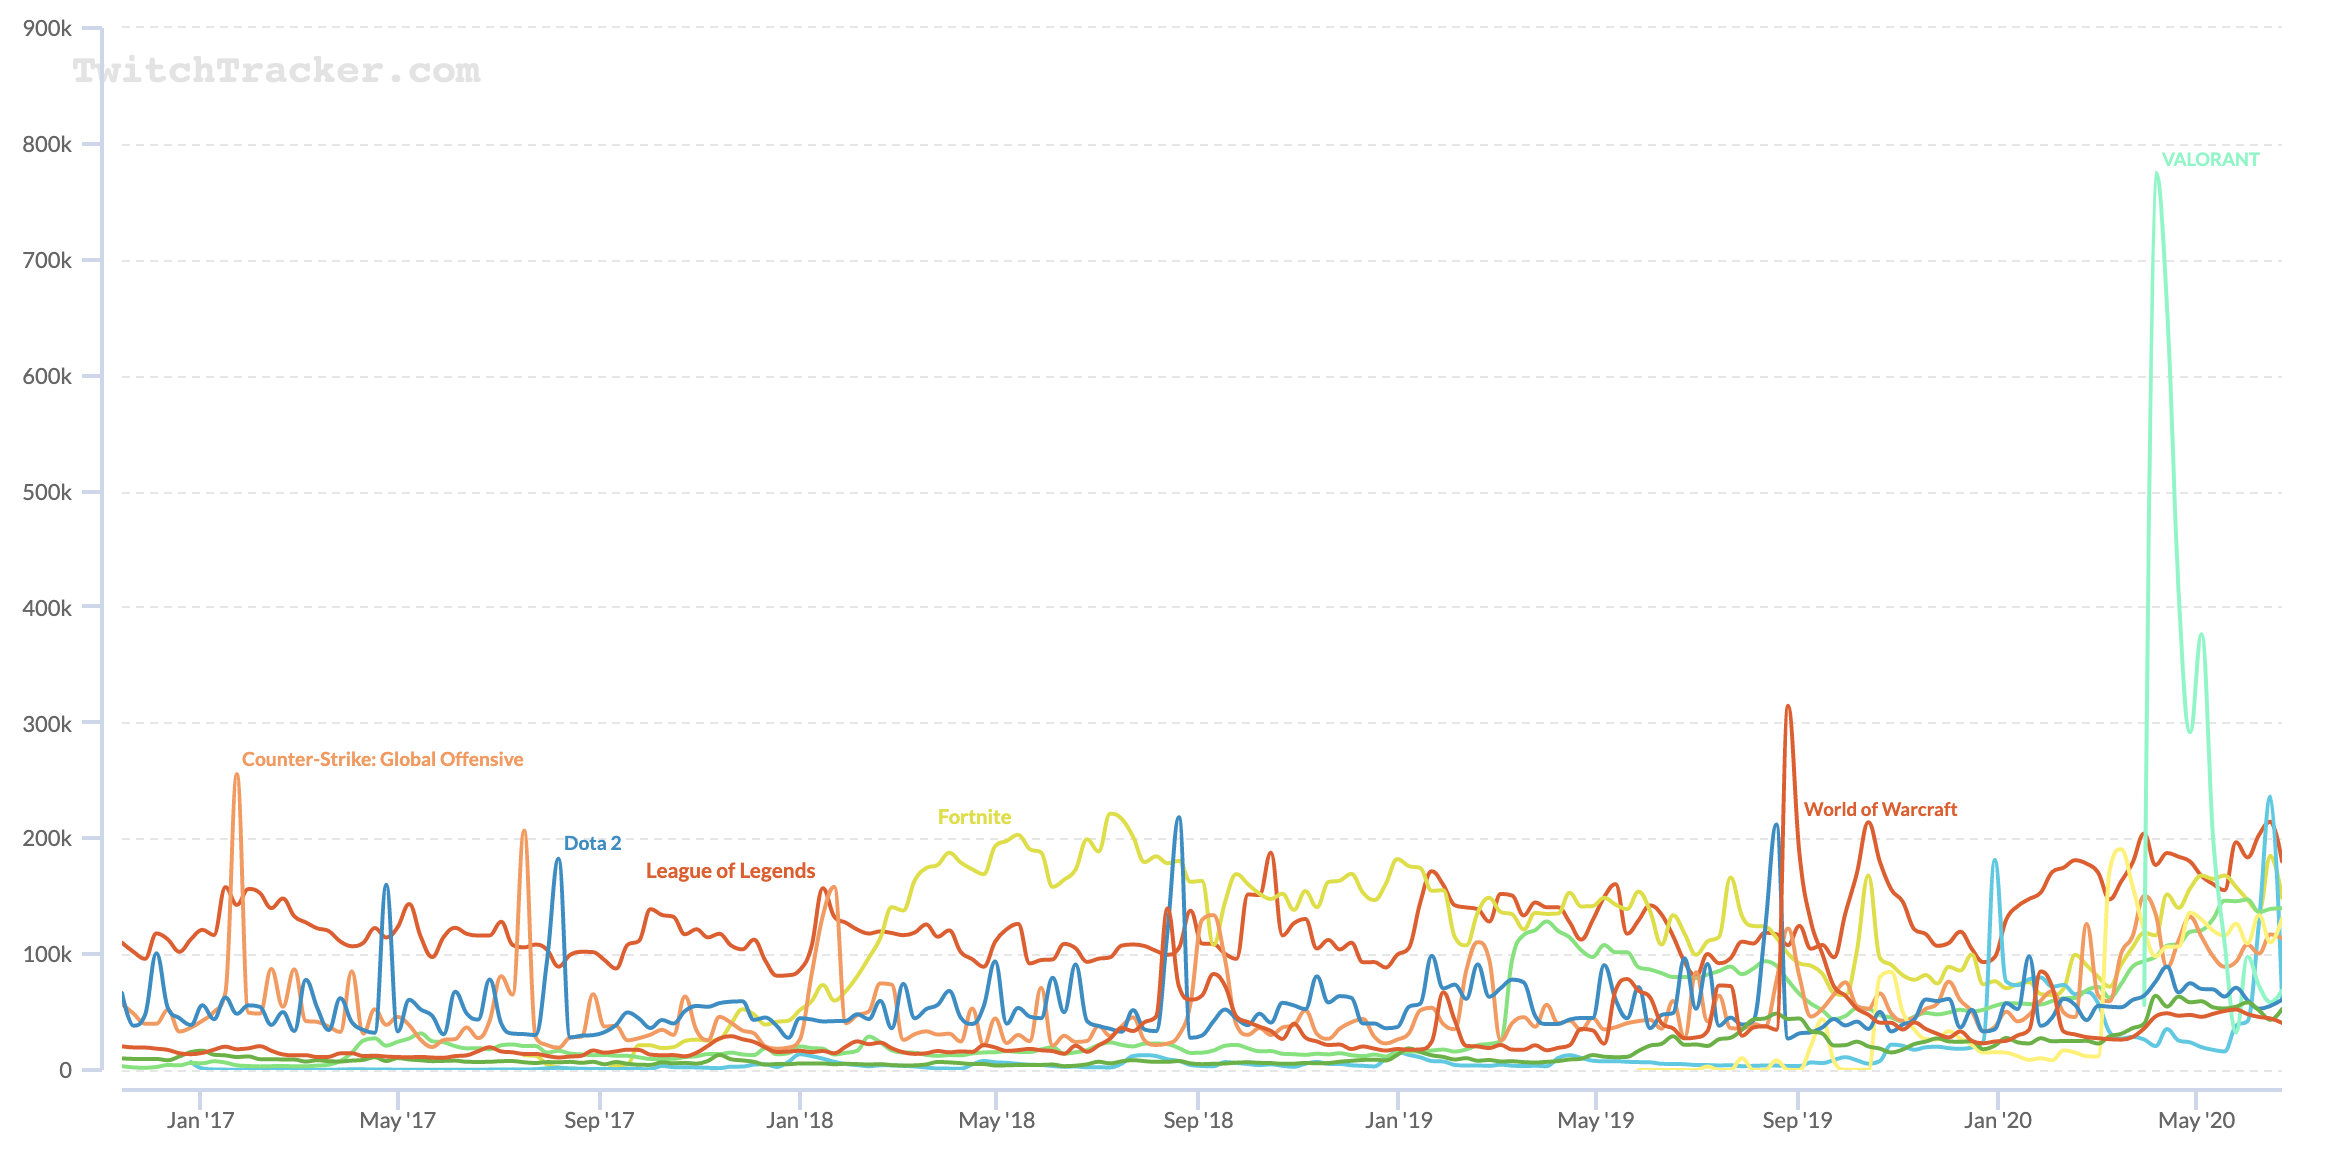 900k
TwitchTracker.com
800k
VALORANT
700k
600k
500k
400k
300k
Counter-Strike: Global Offensive
World of Warcraft
Fortnite
200k
Dota 2
League of Legends
100k
0
Jan '17 May '17 Sep '17 Jan '18 May '18 Sep '18 Jan '19 May '19 Sep '19 Jan '20 May '20